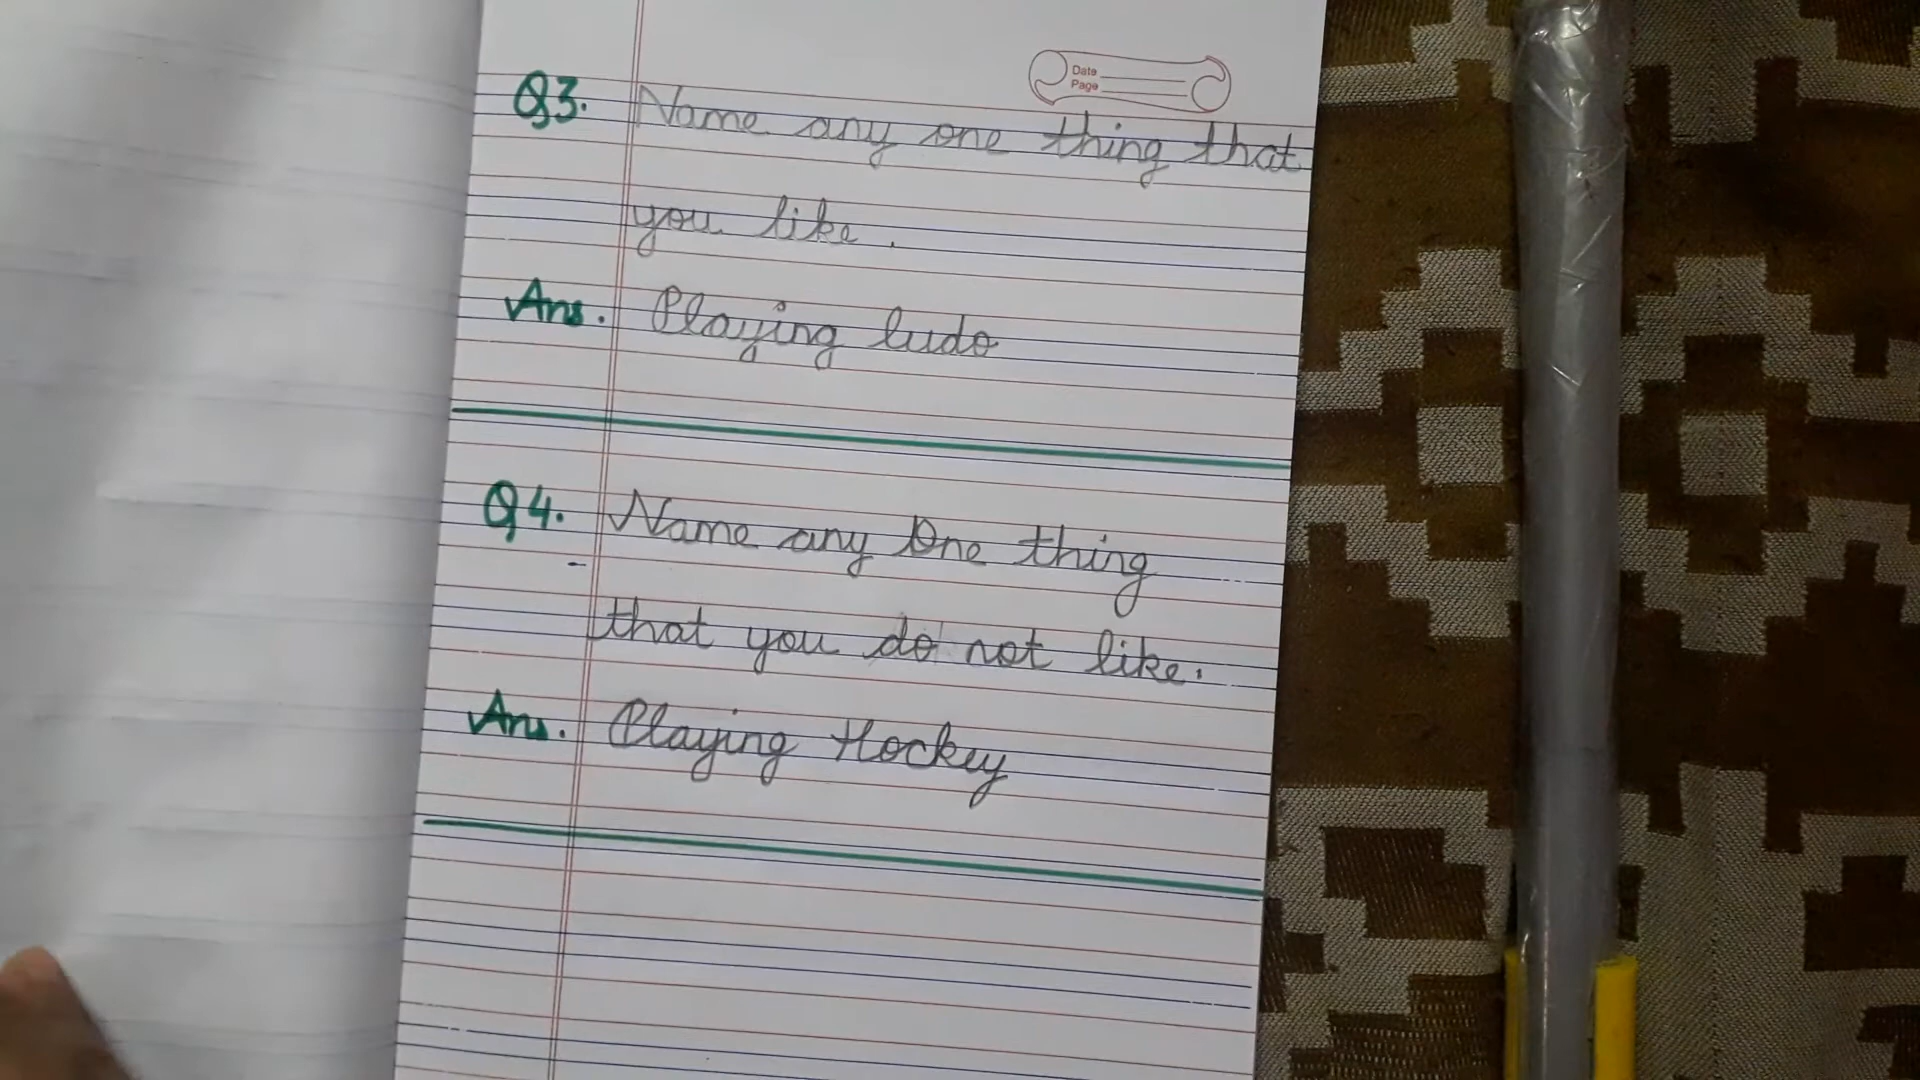 Date
Page
Q3. Name any one thing that
you like.
Ans. Playing ludo
Q4. Name any One thing
that you do not like.
Ans. Playing Hockey